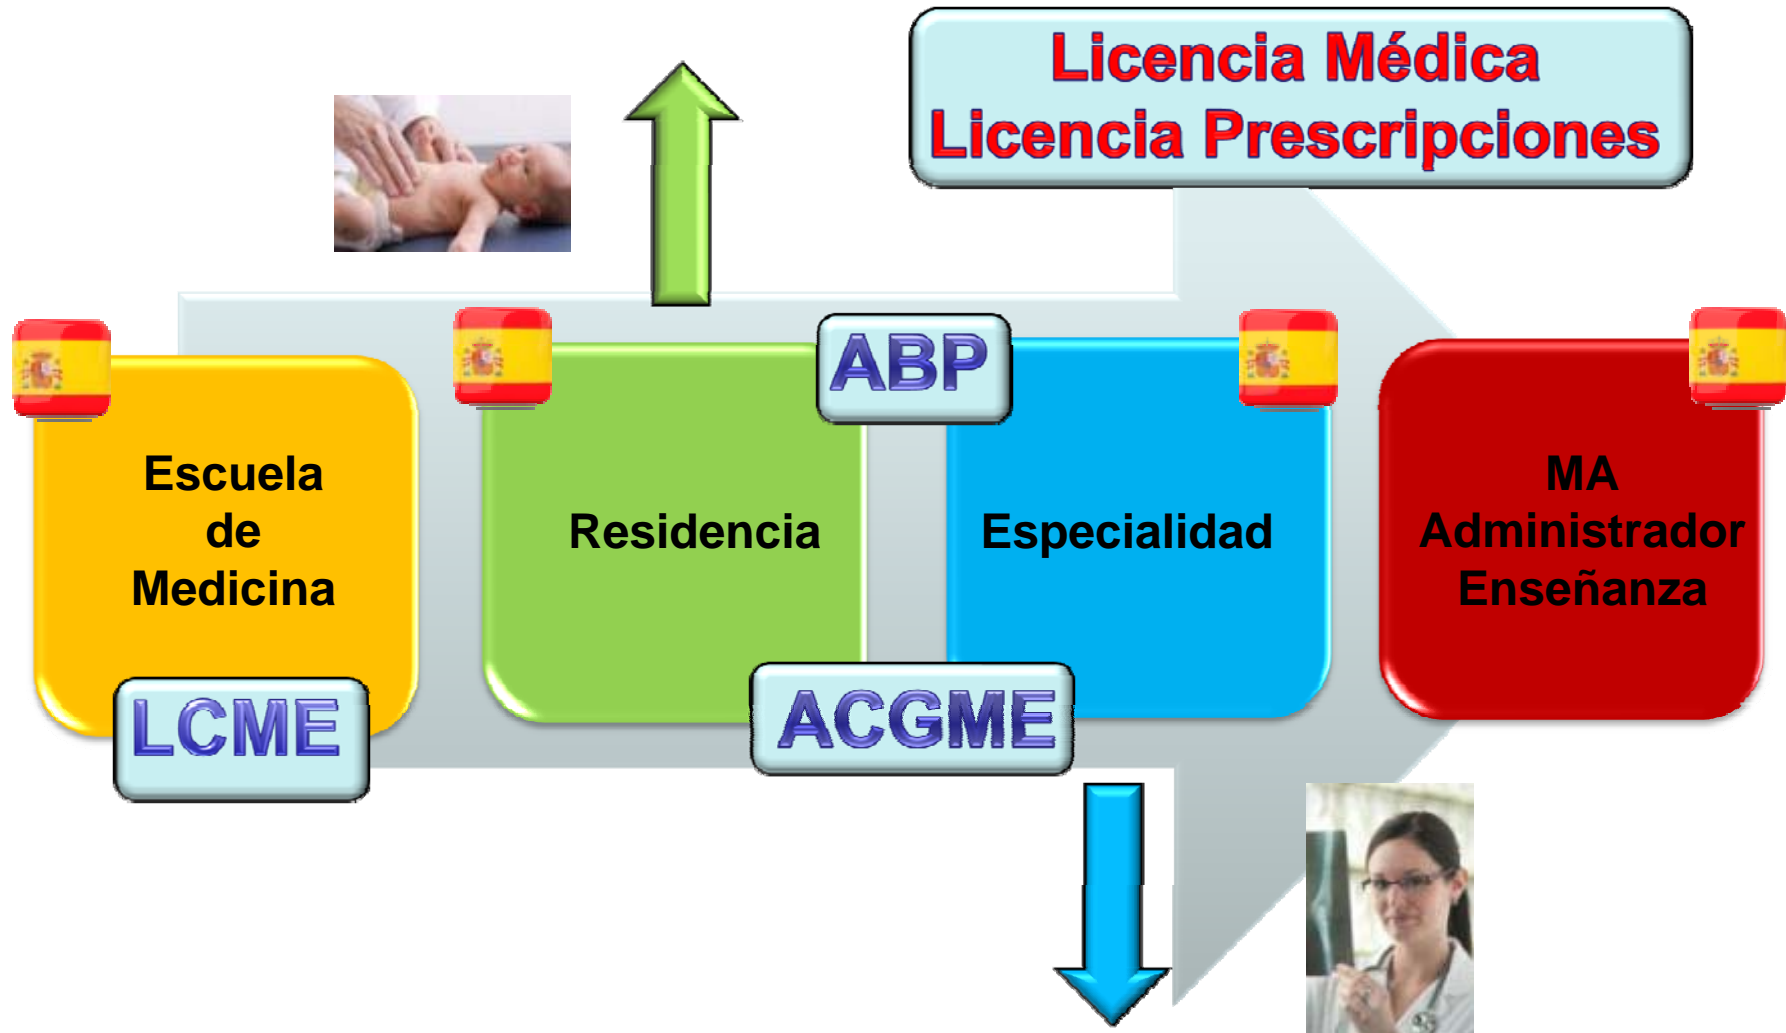 Licencia Médica
Licencia Prescripciones
ABP
Escuela
de
Medicina
Residencia
Especialidad
MA
Administrador
Enseñanza
LCME
ACGME